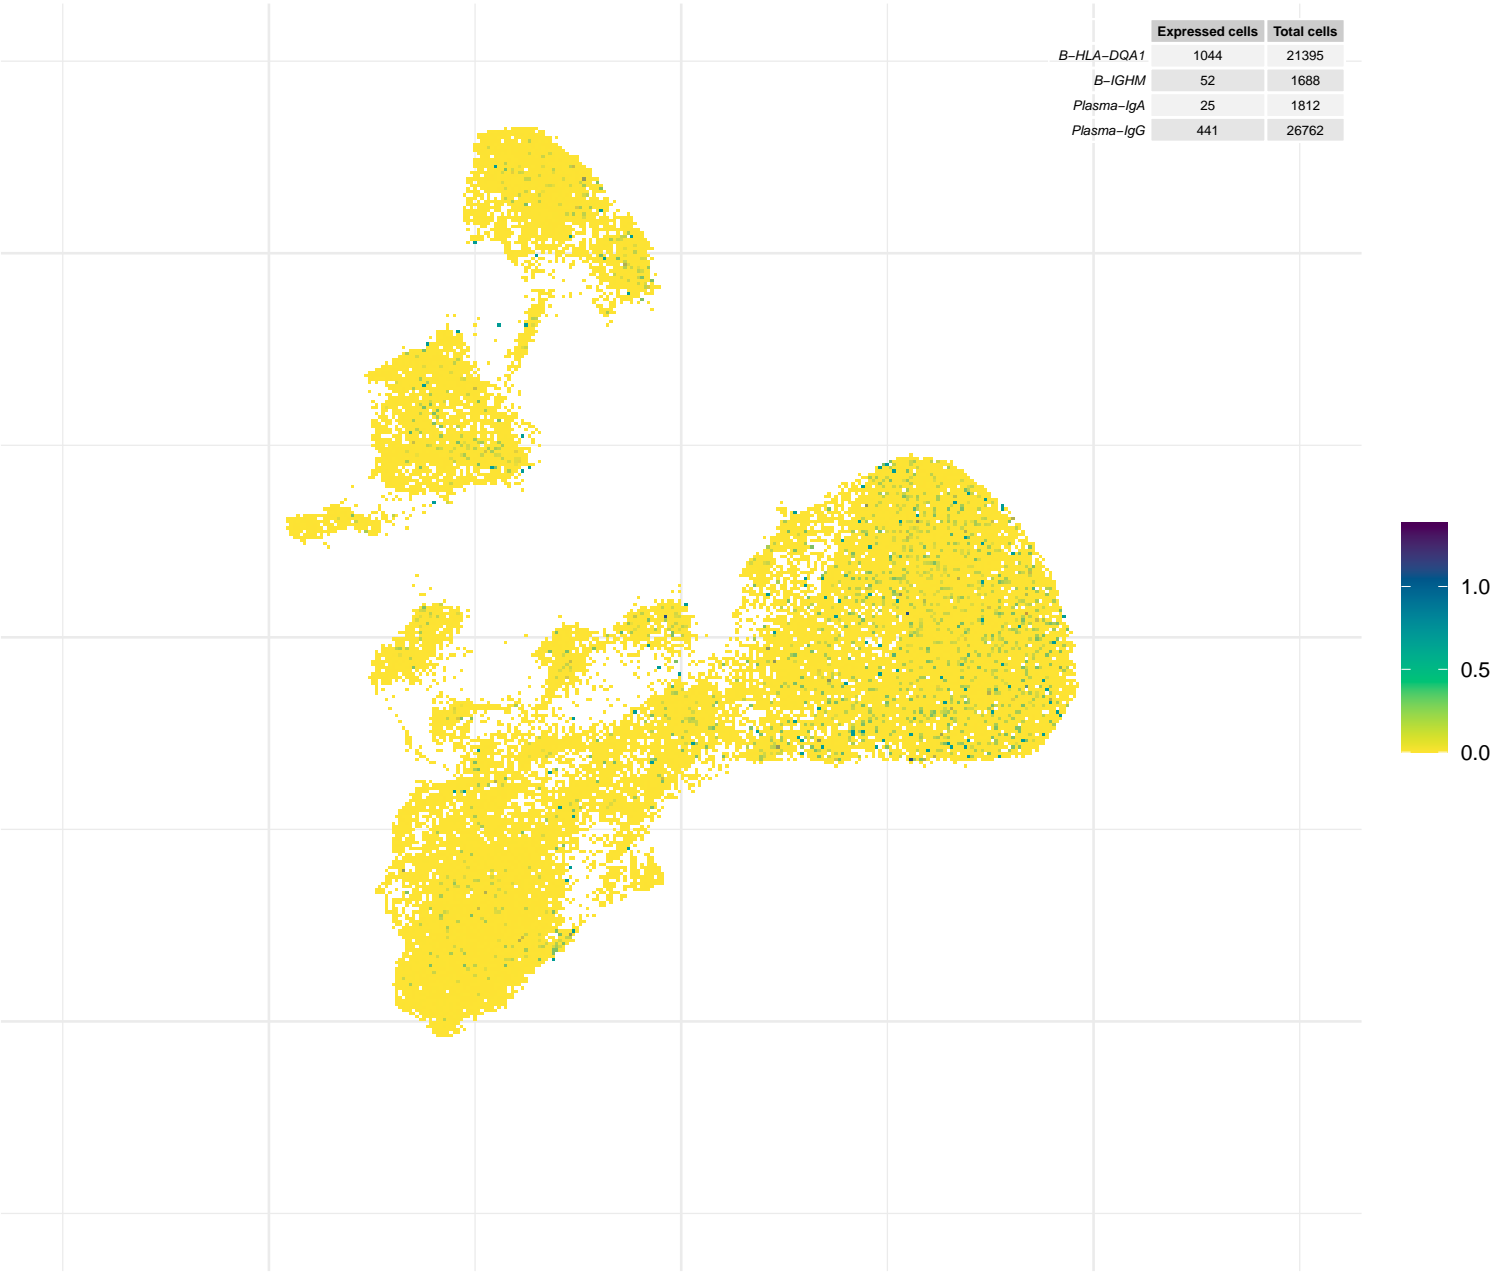 Expressed cells Total cells
B−HLA−DQA1 1044 21395
B−IGHM 52 1688
Plasma−IgA 25 1812
Plasma−IgG 441 26762
1.0
0.5
0.0